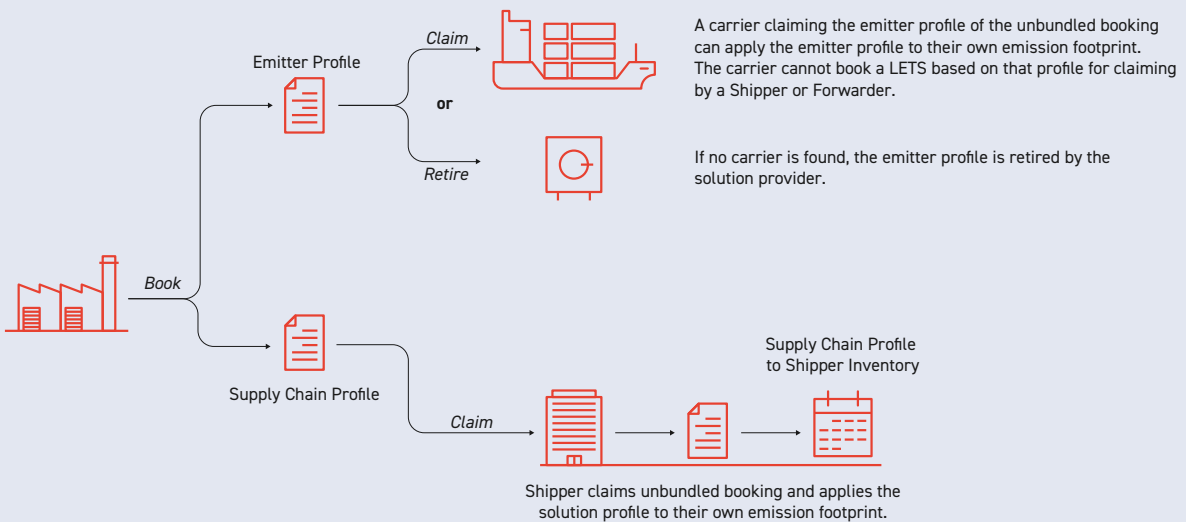 Claim
A carrier claiming the emitter profile of the unbundled booking
can apply the emitter profile to their own emission footprint.
The carrier cannot book a LETS based on that profile for claiming
by a Shipper or Forwarder.
Emitter Profile
or
Retire
If no carrier is found, the emitter profile is retired by the
solution provider.
Book
Supply Chain Profile
Claim
Supply Chain Profile
to Shipper Inventory
Shipper claims unbundled booking and applies the
solution profile to their own emission footprint.